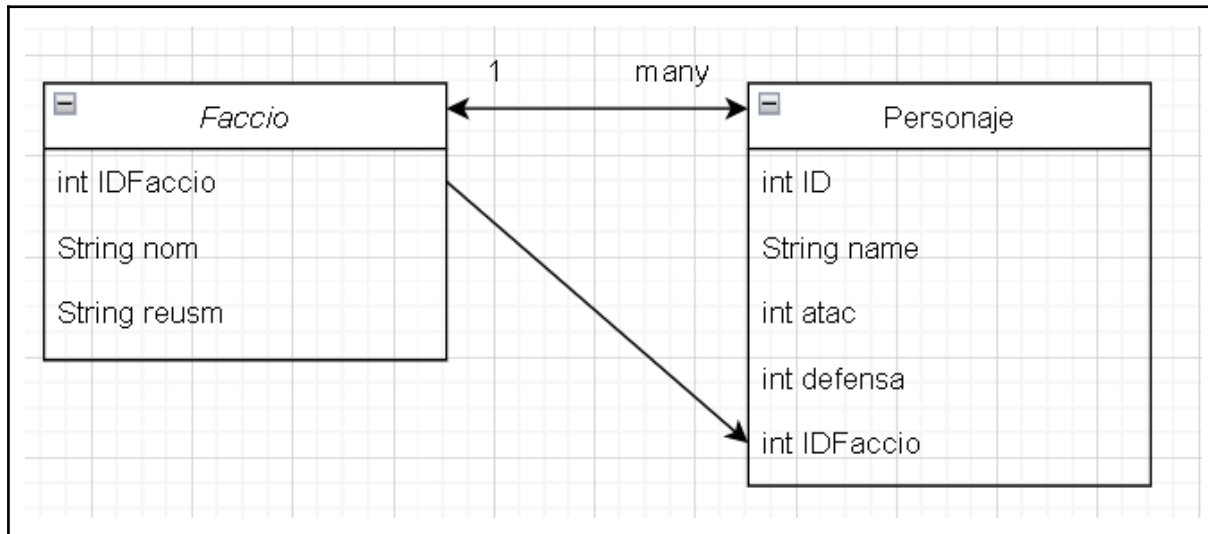 1 many
Faccio
int IDFaccio
String nom
String reusm
Personaje
int ID
String name
int atac
int defensa
int IDFaccio